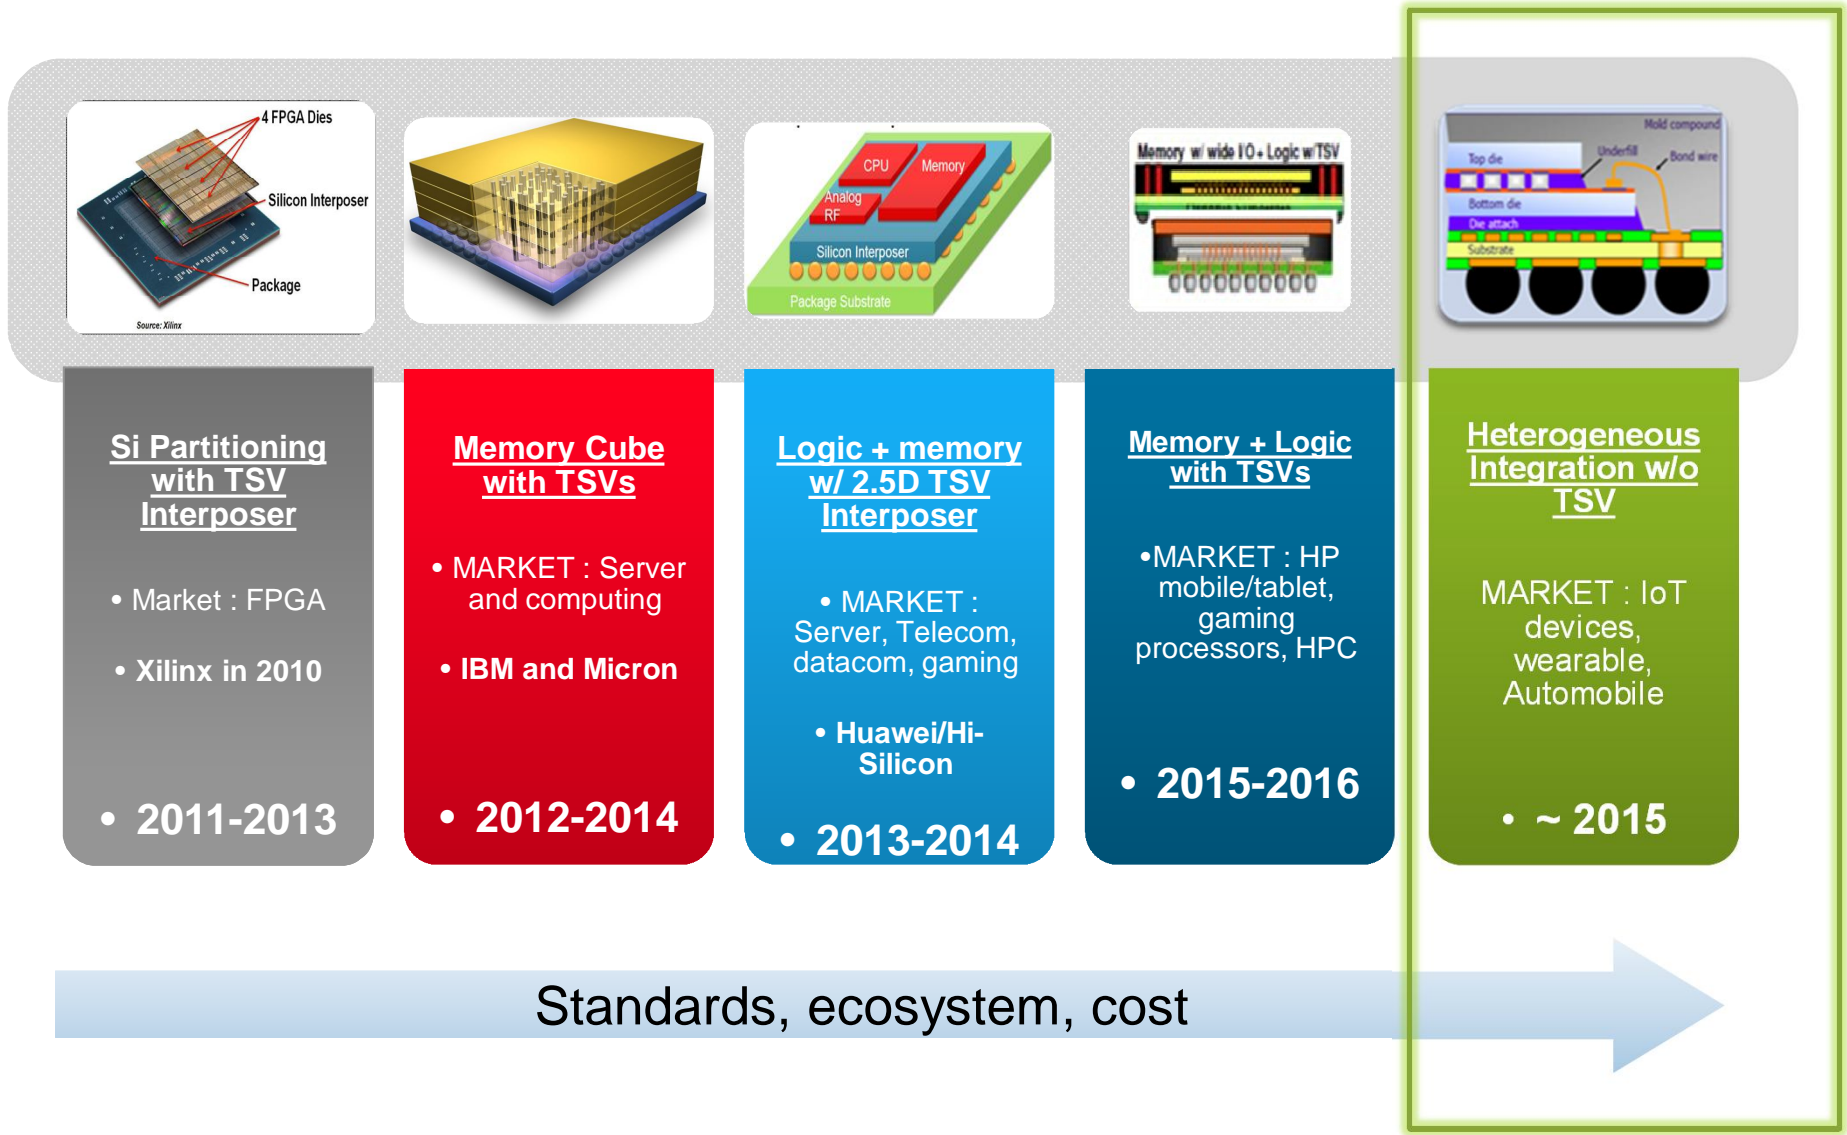 4 FPGA Dies
Silicon Interposer
Package
Source: Xilinx
CPU
Memory
Analog
RF
Silicon Interposer
Package Substrate
Memory w/ wide I/O + Logic w/TSV
Mold compound
Underfill
Bond wire
Top die
Bottom die
Die attach
Substrate
Si Partitioning
with TSV
Interposer
• Market : FPGA
• Xilinx in 2010
• 2011-2013
Memory Cube
with TSVs
• MARKET : Server
and computing
• IBM and Micron
• 2012-2014
Logic + memory
w/ 2.5D TSV
Interposer
• MARKET :
Server, Telecom,
datacom, gaming
• Huawei/Hi-
Silicon
• 2013-2014
Memory + Logic
with TSVs
•MARKET : HP
mobile/tablet,
gaming
processors, HPC
• 2015-2016
Heterogeneous
Integration w/o
TSV
MARKET : IoT
devices,
wearable,
Automobile
• ~ 2015
Standards, ecosystem, cost